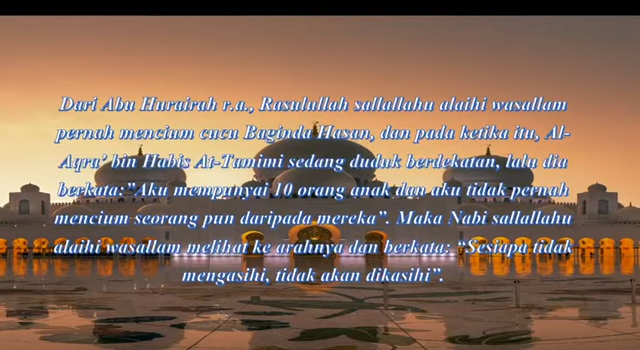 Dari Abu Hurairah r.a., Rasulullah sallallahu alaihi wasallam
pernah mencium cucu Baginda Hasan, dan pada ketika itu, Al-
Aqra' bin Habis At-Tamimi sedang duduk berdekatan, lalu dia
berkata:"Aku mempunyai 10 orang anak dan aku tidak pernah
mencium seorang pun daripada mereka". Maka Nabi sallallahu
alaihi wasallam melihat ke arahnya dan berkata: "Sesiapa tidak
mengasihi, tidak akan dikasihi".